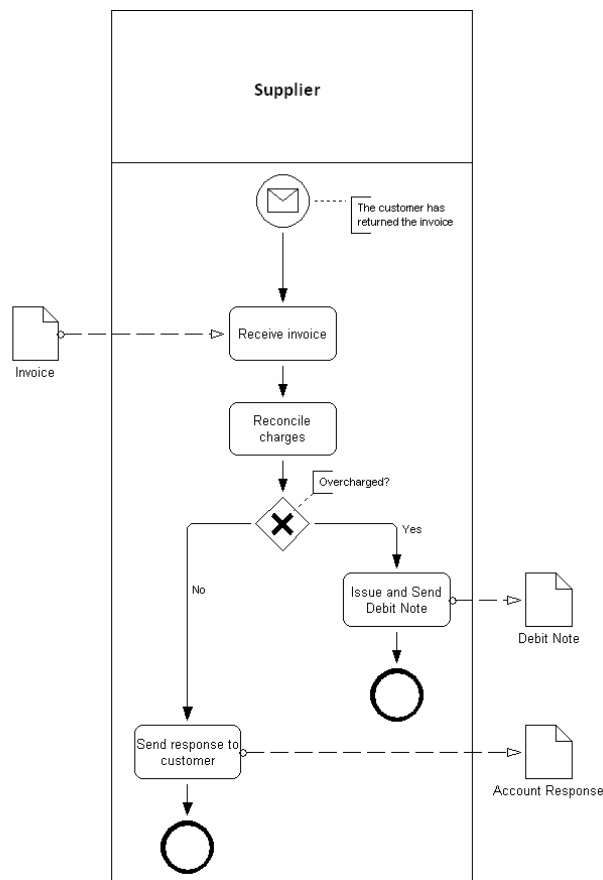 Supplier
The customer has
returned the invoice
Receive invoice
Invoice
Reconcile
charges
Overcharged?
Yes
No
Issue and Send
Debit Note
Debit Note
Send response to
customer
Account Response